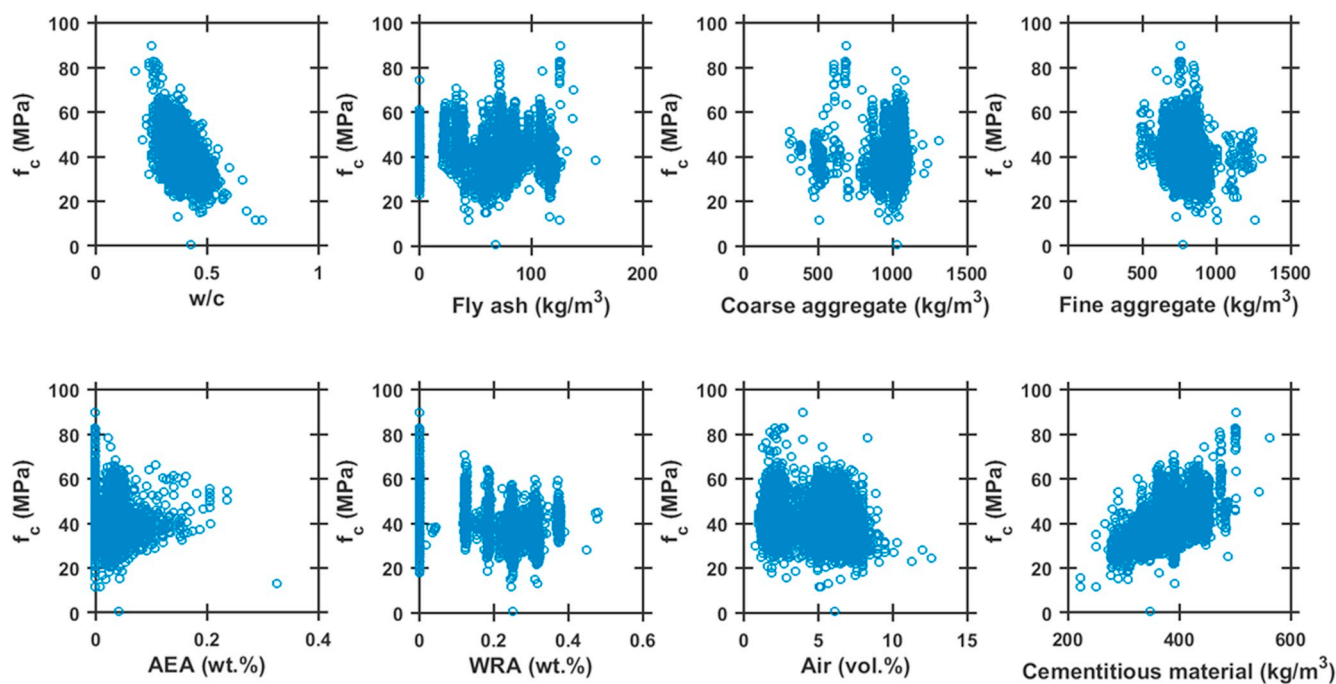 100 100 100 100
80 80 80 80
f_c (MPa) f_c (MPa) f_c (MPa) f_c (MPa)
60 60 60 60
40 40 40 40
20 20 20 20
0 0 0 0
0 0.5 1 0 100 200 0 500 1000 1500 0 500 1000 1500
w/c Fly ash (kg/m³) Coarse aggregate (kg/m³) Fine aggregate (kg/m³)
100 100 100 100
80 80 80 80
f_c (MPa) f_c (MPa) f_c (MPa) f_c (MPa)
60 60 60 60
40 40 40 40
20 20 20 20
0 0 0 0
0 0.2 0.4 0 0.2 0.4 0.6 0 5 10 15 200 400 600
AEA (wt.%) WRA (wt.%) Air (vol.%) Cementitious material (kg/m³)